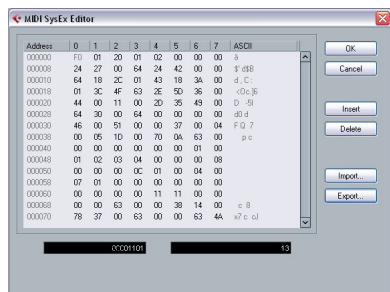 MIDI SysEx Editor
Address 0 1 2 3 4 5 6 7 ASCII
000000 F0 01 20 01 02 00 00 00 ð
000008 24 27 00 64 24 42 00 00 $' d$B
000010 64 18 2C 01 43 18 3A 00 d , C :
000018 01 3C 4F 63 2E 5D 36 00 <Oc.]6
000020 44 00 11 00 2D 35 49 00 D -5I
000028 64 30 00 64 00 00 00 00 d0 d
000030 46 00 51 00 00 37 00 04 F Q 7
000038 00 05 1D 00 70 0A 63 00 p c
000040 00 00 00 00 00 00 01 00
000048 01 02 03 04 00 00 00 08
000050 00 00 00 0C 01 00 04 00
000058 07 01 00 00 00 00 00 00
000060 00 00 00 00 11 11 00 00
000068 00 00 63 00 00 38 14 00 c 8
000070 78 37 00 63 00 00 63 4A x7 c cJ
00001101 13
OK
Cancel
Insert
Delete
Import...
Export...